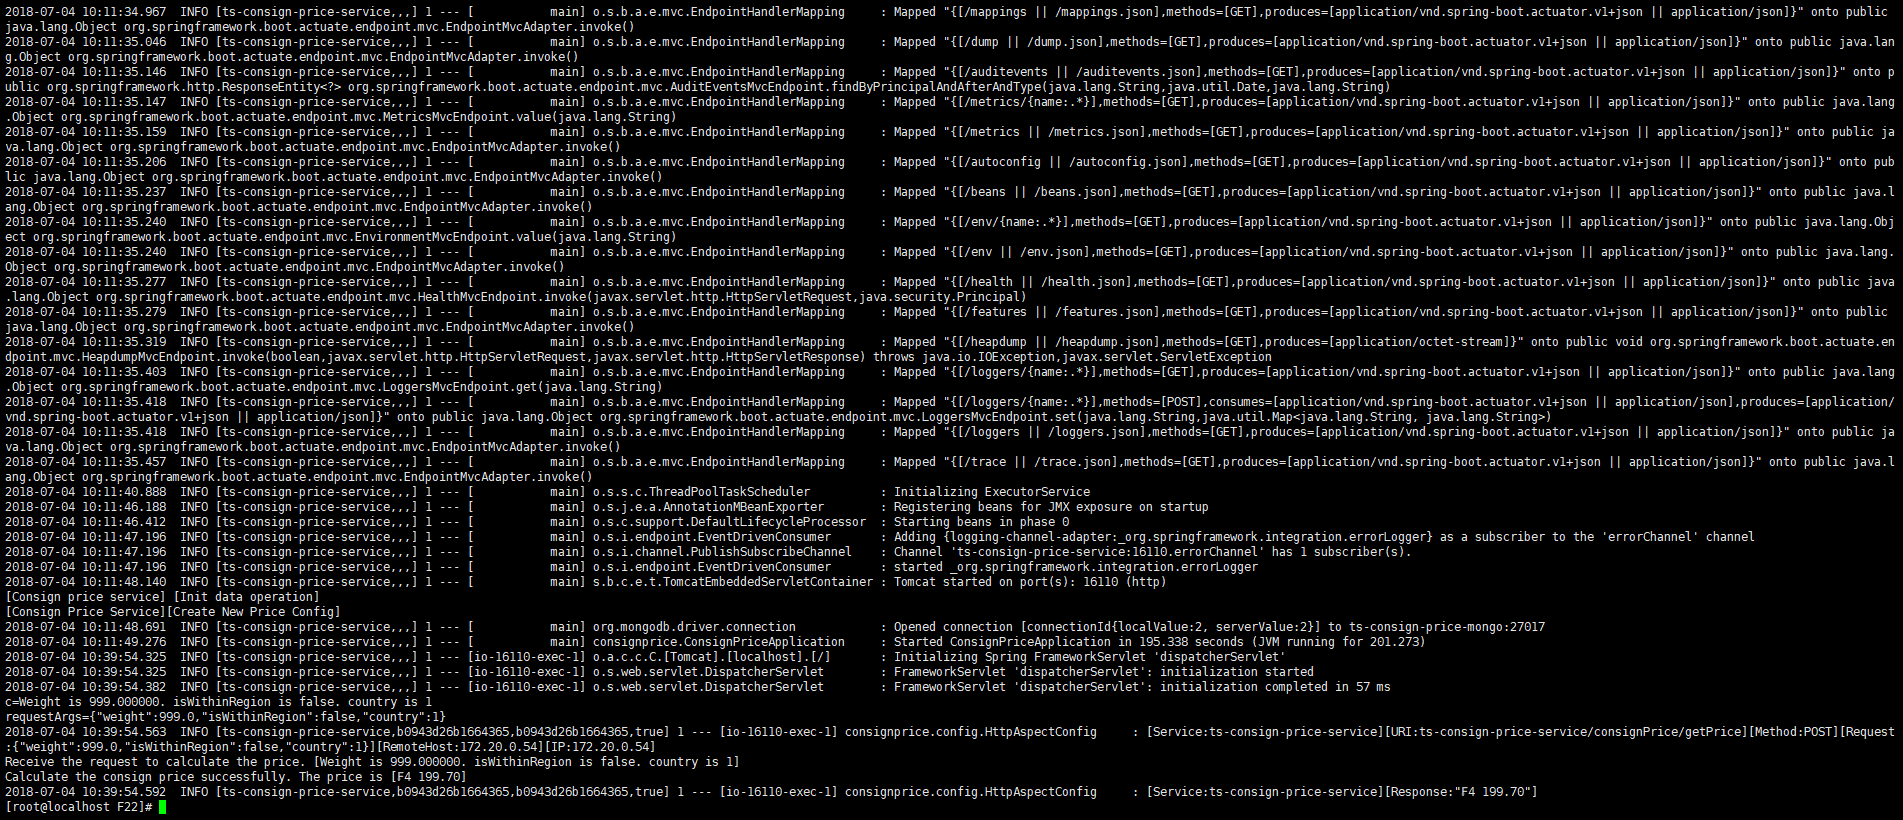 2018-07-04 10:11:34.967  INFO [ts-consign-price-service,,,] 1 --- [           main] o.s.b.a.e.mvc.EndpointHandlerMapping     : Mapped "{[/mappings || /mappings.json],methods=[GET],produces=[application/vnd.spring-boot.actuator.v1+json || application/json]}" onto public
java.lang.Object org.springframework.boot.actuate.endpoint.mvc.EndpointMvcAdapter.invoke()
2018-07-04 10:11:35.046  INFO [ts-consign-price-service,,,] 1 --- [           main] o.s.b.a.e.mvc.EndpointHandlerMapping     : Mapped "{[/dump || /dump.json],methods=[GET],produces=[application/vnd.spring-boot.actuator.v1+json || application/json]}" onto public java.lan
g.Object org.springframework.boot.actuate.endpoint.mvc.EndpointMvcAdapter.invoke()
2018-07-04 10:11:35.146  INFO [ts-consign-price-service,,,] 1 --- [           main] o.s.b.a.e.mvc.EndpointHandlerMapping     : Mapped "{[/auditevents || /auditevents.json],methods=[GET],produces=[application/vnd.spring-boot.actuator.v1+json || application/json]}" onto p
ublic org.springframework.http.ResponseEntity<?> org.springframework.boot.actuate.endpoint.mvc.AuditEventsMvcEndpoint.findByPrincipalAndAfterAndType(java.lang.String,java.util.Date,java.lang.String)
2018-07-04 10:11:35.147  INFO [ts-consign-price-service,,,] 1 --- [           main] o.s.b.a.e.mvc.EndpointHandlerMapping     : Mapped "{[/metrics/{name:.*}],methods=[GET],produces=[application/vnd.spring-boot.actuator.v1+json || application/json]}" onto public java.lang
.Object org.springframework.boot.actuate.endpoint.mvc.MetricsMvcEndpoint.value(java.lang.String)
2018-07-04 10:11:35.159  INFO [ts-consign-price-service,,,] 1 --- [           main] o.s.b.a.e.mvc.EndpointHandlerMapping     : Mapped "{[/metrics || /metrics.json],methods=[GET],produces=[application/vnd.spring-boot.actuator.v1+json || application/json]}" onto public ja
va.lang.Object org.springframework.boot.actuate.endpoint.mvc.EndpointMvcAdapter.invoke()
2018-07-04 10:11:35.206  INFO [ts-consign-price-service,,,] 1 --- [           main] o.s.b.a.e.mvc.EndpointHandlerMapping     : Mapped "{[/autoconfig || /autoconfig.json],methods=[GET],produces=[application/vnd.spring-boot.actuator.v1+json || application/json]}" onto pub
lic java.lang.Object org.springframework.boot.actuate.endpoint.mvc.EndpointMvcAdapter.invoke()
2018-07-04 10:11:35.237  INFO [ts-consign-price-service,,,] 1 --- [           main] o.s.b.a.e.mvc.EndpointHandlerMapping     : Mapped "{[/beans || /beans.json],methods=[GET],produces=[application/vnd.spring-boot.actuator.v1+json || application/json]}" onto public java.l
ang.Object org.springframework.boot.actuate.endpoint.mvc.EndpointMvcAdapter.invoke()
2018-07-04 10:11:35.240  INFO [ts-consign-price-service,,,] 1 --- [           main] o.s.b.a.e.mvc.EndpointHandlerMapping     : Mapped "{[/env/{name:.*}],methods=[GET],produces=[application/vnd.spring-boot.actuator.v1+json || application/json]}" onto public java.lang.Obj
ect org.springframework.boot.actuate.endpoint.mvc.EnvironmentMvcEndpoint.value(java.lang.String)
2018-07-04 10:11:35.240  INFO [ts-consign-price-service,,,] 1 --- [           main] o.s.b.a.e.mvc.EndpointHandlerMapping     : Mapped "{[/env || /env.json],methods=[GET],produces=[application/vnd.spring-boot.actuator.v1+json || application/json]}" onto public java.lang.
Object org.springframework.boot.actuate.endpoint.mvc.EndpointMvcAdapter.invoke()
2018-07-04 10:11:35.277  INFO [ts-consign-price-service,,,] 1 --- [           main] o.s.b.a.e.mvc.EndpointHandlerMapping     : Mapped "{[/health || /health.json],methods=[GET],produces=[application/vnd.spring-boot.actuator.v1+json || application/json]}" onto public java
.lang.Object org.springframework.boot.actuate.endpoint.mvc.HealthMvcEndpoint.invoke(javax.servlet.http.HttpServletRequest,java.security.Principal)
2018-07-04 10:11:35.279  INFO [ts-consign-price-service,,,] 1 --- [           main] o.s.b.a.e.mvc.EndpointHandlerMapping     : Mapped "{[/features || /features.json],methods=[GET],produces=[application/vnd.spring-boot.actuator.v1+json || application/json]}" onto public
java.lang.Object org.springframework.boot.actuate.endpoint.mvc.EndpointMvcAdapter.invoke()
2018-07-04 10:11:35.319  INFO [ts-consign-price-service,,,] 1 --- [           main] o.s.b.a.e.mvc.EndpointHandlerMapping     : Mapped "{[/heapdump || /heapdump.json],methods=[GET],produces=[application/octet-stream]}" onto public void org.springframework.boot.actuate.en
dpoint.mvc.HeapdumpMvcEndpoint.invoke(boolean,javax.servlet.http.HttpServletRequest,javax.servlet.http.HttpServletResponse) throws java.io.IOException,javax.servlet.ServletException
2018-07-04 10:11:35.403  INFO [ts-consign-price-service,,,] 1 --- [           main] o.s.b.a.e.mvc.EndpointHandlerMapping     : Mapped "{[/loggers/{name:.*}],methods=[GET],produces=[application/vnd.spring-boot.actuator.v1+json || application/json]}" onto public java.lang
.Object org.springframework.boot.actuate.endpoint.mvc.LoggersMvcEndpoint.get(java.lang.String)
2018-07-04 10:11:35.418  INFO [ts-consign-price-service,,,] 1 --- [           main] o.s.b.a.e.mvc.EndpointHandlerMapping     : Mapped "{[/loggers/{name:.*}],methods=[POST],consumes=[application/vnd.spring-boot.actuator.v1+json || application/json],produces=[application/
vnd.spring-boot.actuator.v1+json || application/json]}" onto public java.lang.Object org.springframework.boot.actuate.endpoint.mvc.LoggersMvcEndpoint.set(java.lang.String,java.util.Map<java.lang.String, java.lang.String>)
2018-07-04 10:11:35.418  INFO [ts-consign-price-service,,,] 1 --- [           main] o.s.b.a.e.mvc.EndpointHandlerMapping     : Mapped "{[/loggers || /loggers.json],methods=[GET],produces=[application/vnd.spring-boot.actuator.v1+json || application/json]}" onto public ja
va.lang.Object org.springframework.boot.actuate.endpoint.mvc.EndpointMvcAdapter.invoke()
2018-07-04 10:11:35.457  INFO [ts-consign-price-service,,,] 1 --- [           main] o.s.b.a.e.mvc.EndpointHandlerMapping     : Mapped "{[/trace || /trace.json],methods=[GET],produces=[application/vnd.spring-boot.actuator.v1+json || application/json]}" onto public java.l
ang.Object org.springframework.boot.actuate.endpoint.mvc.EndpointMvcAdapter.invoke()
2018-07-04 10:11:40.888  INFO [ts-consign-price-service,,,] 1 --- [           main] o.s.s.c.ThreadPoolTaskScheduler          : Initializing ExecutorService
2018-07-04 10:11:46.188  INFO [ts-consign-price-service,,,] 1 --- [           main] o.s.j.e.a.AnnotationMBeanExporter        : Registering beans for JMX exposure on startup
2018-07-04 10:11:46.412  INFO [ts-consign-price-service,,,] 1 --- [           main] o.s.c.support.DefaultLifecycleProcessor  : Starting beans in phase 0
2018-07-04 10:11:47.196  INFO [ts-consign-price-service,,,] 1 --- [           main] o.s.i.endpoint.EventDrivenConsumer       : Adding {logging-channel-adapter:_org.springframework.integration.errorLogger} as a subscriber to the 'errorChannel' channel
2018-07-04 10:11:47.196  INFO [ts-consign-price-service,,,] 1 --- [           main] o.s.i.channel.PublishSubscribeChannel    : Channel 'ts-consign-price-service:16110.errorChannel' has 1 subscriber(s).
2018-07-04 10:11:47.196  INFO [ts-consign-price-service,,,] 1 --- [           main] o.s.i.endpoint.EventDrivenConsumer       : started _org.springframework.integration.errorLogger
2018-07-04 10:11:48.140  INFO [ts-consign-price-service,,,] 1 --- [           main] s.b.c.e.t.TomcatEmbeddedServletContainer : Tomcat started on port(s): 16110 (http)
[Consign price service] [Init data operation]
[Consign Price Service][Create New Price Config]
2018-07-04 10:11:48.691  INFO [ts-consign-price-service,,,] 1 --- [           main] org.mongodb.driver.connection            : Opened connection [connectionId{localValue:2, serverValue:2}] to ts-consign-price-mongo:27017
2018-07-04 10:11:49.276  INFO [ts-consign-price-service,,,] 1 --- [           main] consignprice.ConsignPriceApplication     : Started ConsignPriceApplication in 195.338 seconds (JVM running for 201.273)
2018-07-04 10:39:54.325  INFO [ts-consign-price-service,,,] 1 --- [io-16110-exec-1] o.a.c.c.C.[Tomcat].[localhost].[/]       : Initializing Spring FrameworkServlet 'dispatcherServlet'
2018-07-04 10:39:54.325  INFO [ts-consign-price-service,,,] 1 --- [io-16110-exec-1] o.s.web.servlet.DispatcherServlet        : FrameworkServlet 'dispatcherServlet': initialization started
2018-07-04 10:39:54.382  INFO [ts-consign-price-service,,,] 1 --- [io-16110-exec-1] o.s.web.servlet.DispatcherServlet        : FrameworkServlet 'dispatcherServlet': initialization completed in 57 ms
c=Weight is 999.000000. isWithinRegion is false. country is 1
requestArgs={"weight":999.0,"isWithinRegion":false,"country":1}
2018-07-04 10:39:54.563  INFO [ts-consign-price-service,b0943d26b1664365,b0943d26b1664365,true] 1 --- [io-16110-exec-1] consignprice.config.HttpAspectConfig     : [Service:ts-consign-price-service][URI:ts-consign-price-service/consignPrice/getPrice][Method:POST][Request
:{"weight":999.0,"isWithinRegion":false,"country":1}][RemoteHost:172.20.0.54][IP:172.20.0.54]
Receive the request to calculate the price. [Weight is 999.000000. isWithinRegion is false. country is 1]
Calculate the consign price successfully. The price is [F4 199.70]
2018-07-04 10:39:54.592  INFO [ts-consign-price-service,b0943d26b1664365,b0943d26b1664365,true] 1 --- [io-16110-exec-1] consignprice.config.HttpAspectConfig     : [Service:ts-consign-price-service][Response:"F4 199.70"]
[root@localhost F22]#